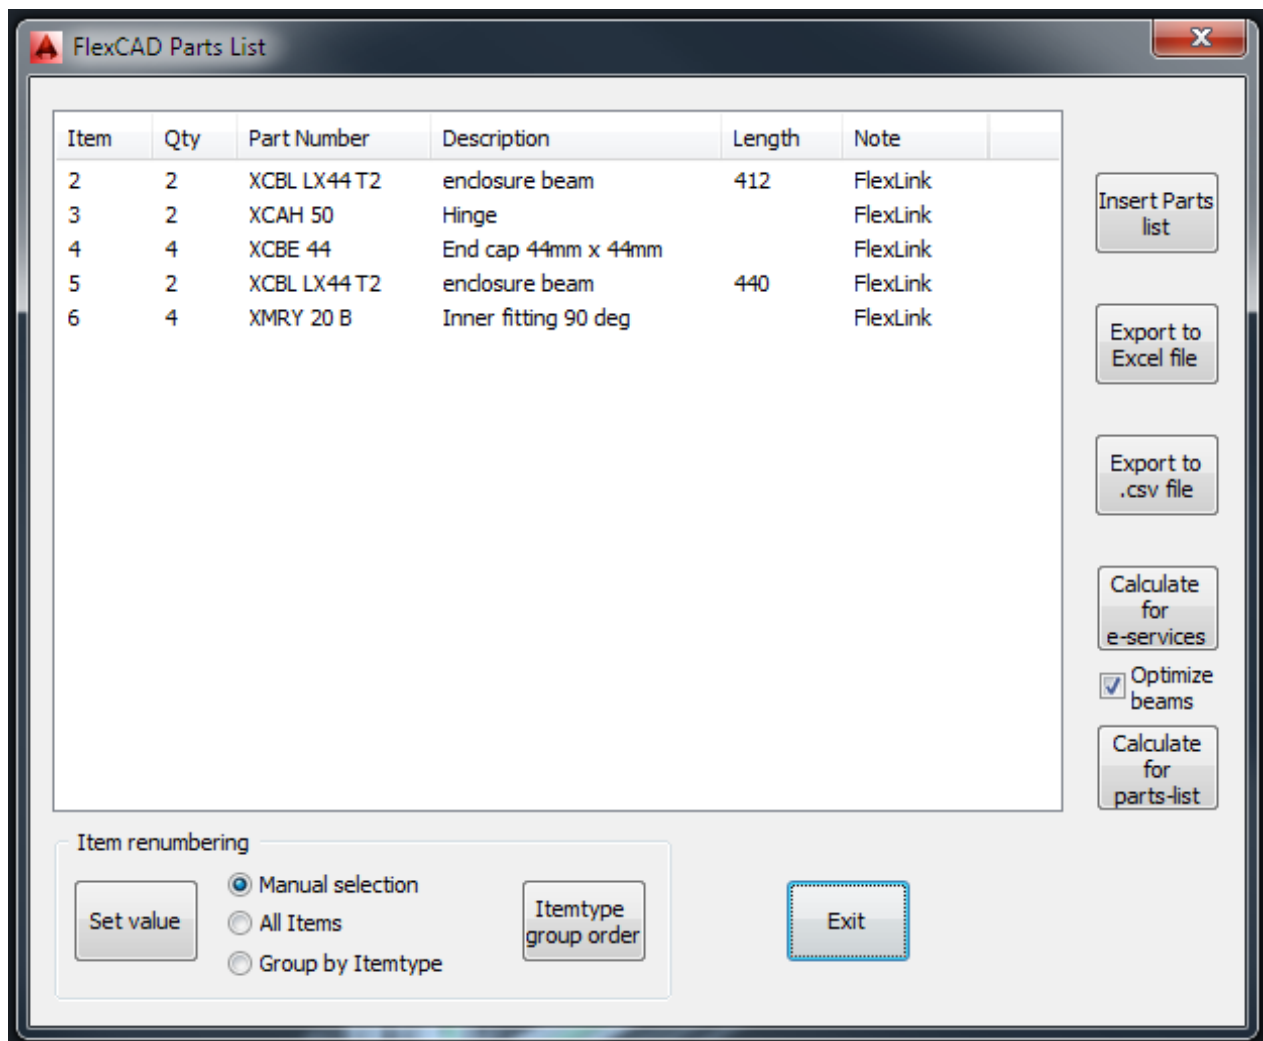 FlexCAD Parts List
Item Qty Part Number Description Length Note
2 2 XCBL LX44 T2 enclosure beam 412 FlexLink
3 2 XCAH 50 Hinge FlexLink
4 4 XCBE 44 End cap 44mm x 44mm FlexLink
5 2 XCBL LX44 T2 enclosure beam 440 FlexLink
6 4 XMRY 20 B Inner fitting 90 deg FlexLink
Insert Parts
list
Export to
Excel file
Export to
.csv file
Calculate
for
e-services
Optimize
beams
Calculate
for
parts-list
Item renumbering
Set value
Manual selection
All Items
Group by Itemtype
Itemtype
group order
Exit